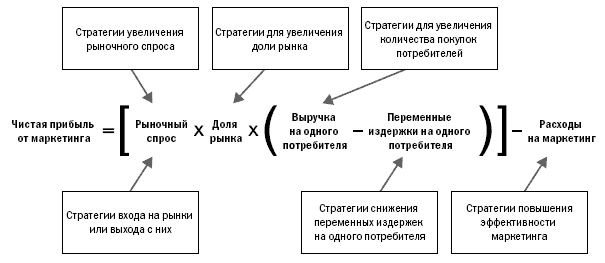 Стратегии увеличения
рыночного спроса
Стратегии для увеличения
доли рынка
Стратегии для увеличения
количества покупок
потребителей
Чистая прибыль
от маркетинга
=
[
Рыночный
спрос
x
Доля
рынка
x
(
Выручка
на одного
потребителя
−
Переменные
издержки на одного
потребителя
)
]
−
Расходы
на маркетинг
Стратегии входа на рынки
или выхода с них
Стратегии снижения
переменных издержек
на одного потребителя
Стратегии повышения
эффективности
маркетинга